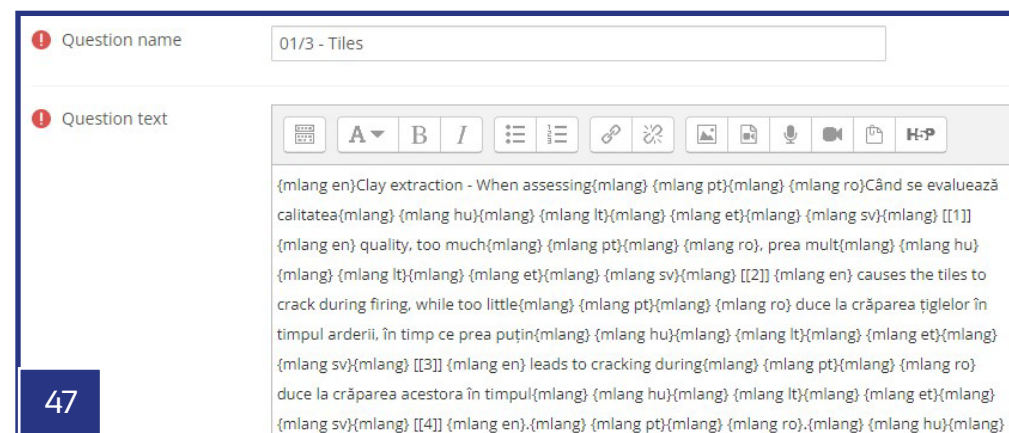 Question name
01/3 - Tiles
Question text
A B I H-P
{mlang en}Clay extraction - When assessing{mlang} {mlang pt}{mlang} {mlang ro}Când se evaluează
calitatea{mlang} {mlang hu}{mlang} {mlang lt}{mlang} {mlang et}{mlang} {mlang sv}{mlang} [[1]]
{mlang en} quality, too much{mlang} {mlang pt}{mlang} {mlang ro}, prea mult{mlang} {mlang hu}
{mlang} {mlang lt}{mlang} {mlang et}{mlang} {mlang sv}{mlang} [[2]] {mlang en} causes the tiles to
crack during firing, while too little{mlang} {mlang pt}{mlang} {mlang ro} duce la crăparea țiglelor în
timpul arderii, în timp ce prea puțin{mlang} {mlang hu}{mlang} {mlang lt}{mlang} {mlang et}{mlang}
{mlang sv}{mlang} [[3]] {mlang en} leads to cracking during{mlang} {mlang pt}{mlang} {mlang ro}
duce la crăparea acestora în timpul{mlang} {mlang hu}{mlang} {mlang lt}{mlang} {mlang et}{mlang}
{mlang sv}{mlang} [[4]] {mlang en}.{mlang} {mlang pt}{mlang} {mlang ro}.{mlang} {mlang hu}{mlang}
47